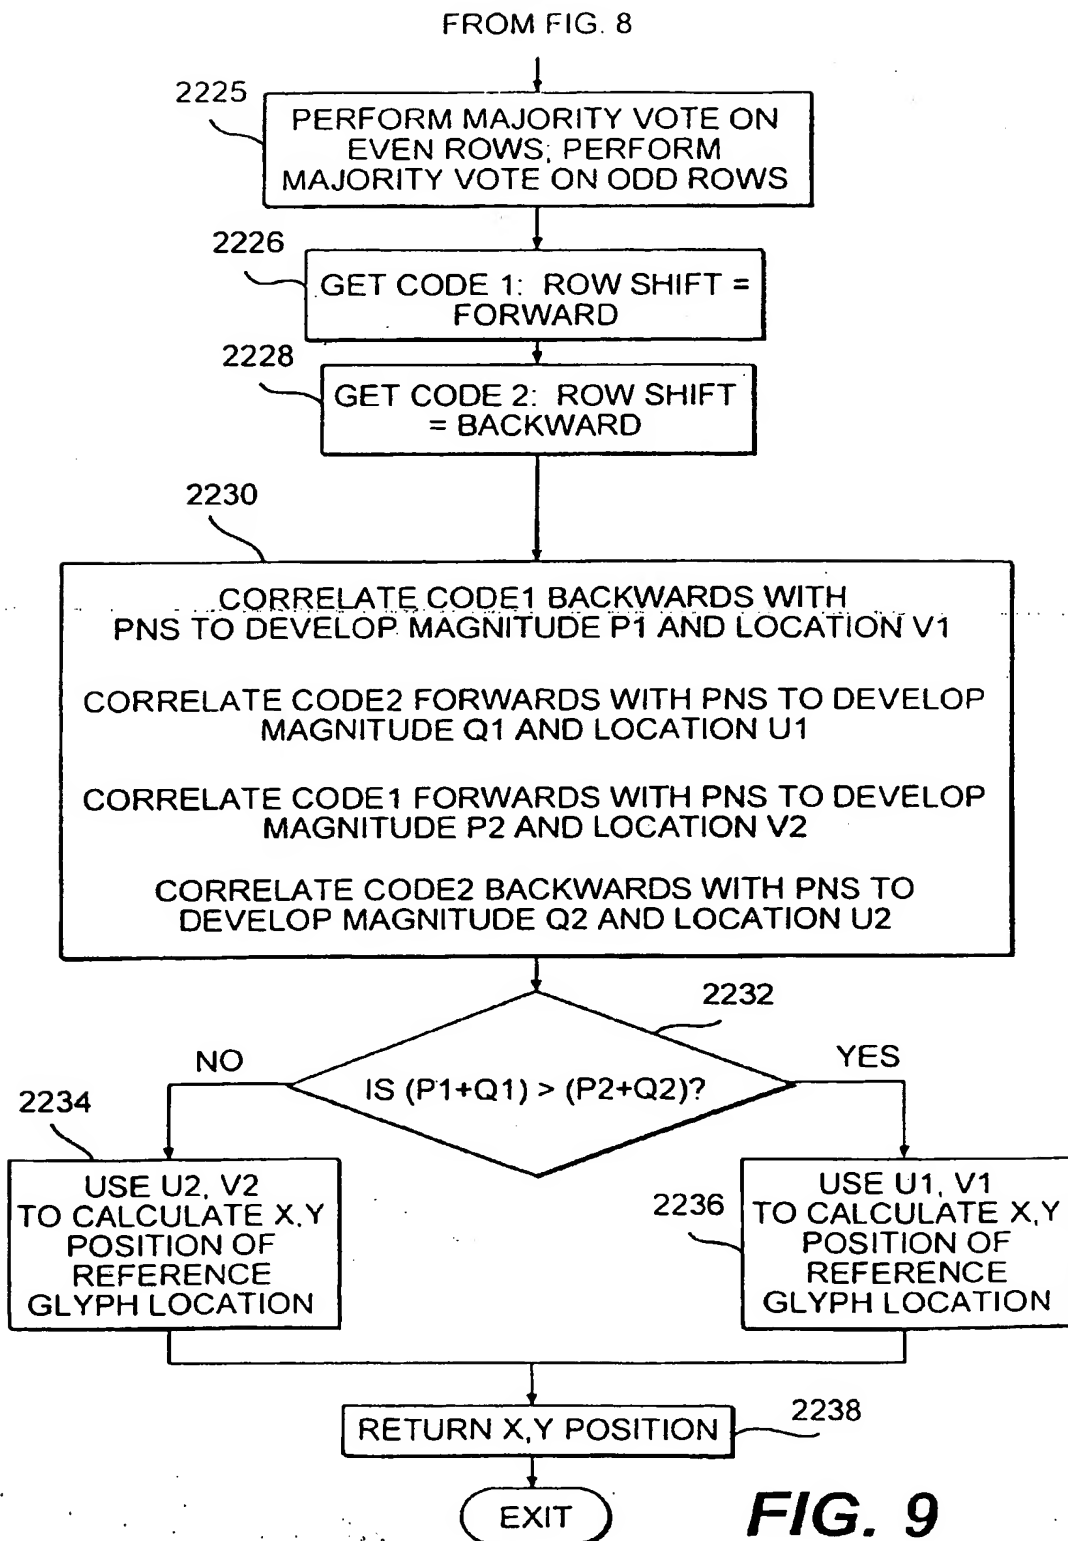 FROM FIG. 8
2225
PERFORM MAJORITY VOTE ON
EVEN ROWS; PERFORM
MAJORITY VOTE ON ODD ROWS
2226
GET CODE 1: ROW SHIFT =
FORWARD
2228
GET CODE 2: ROW SHIFT
= BACKWARD
2230
CORRELATE CODE1 BACKWARDS WITH
PNS TO DEVELOP MAGNITUDE P1 AND LOCATION V1
CORRELATE CODE2 FORWARDS WITH PNS TO DEVELOP
MAGNITUDE Q1 AND LOCATION U1
CORRELATE CODE1 FORWARDS WITH PNS TO DEVELOP
MAGNITUDE P2 AND LOCATION V2
CORRELATE CODE2 BACKWARDS WITH PNS TO
DEVELOP MAGNITUDE Q2 AND LOCATION U2
2232
NO
YES
IS (P1+Q1) > (P2+Q2)?
2234
USE U2, V2
TO CALCULATE X,Y
POSITION OF
REFERENCE
GLYPH LOCATION
2236
USE U1, V1
TO CALCULATE X,Y
POSITION OF
REFERENCE
GLYPH LOCATION
RETURN X,Y POSITION
2238
EXIT
FIG. 9